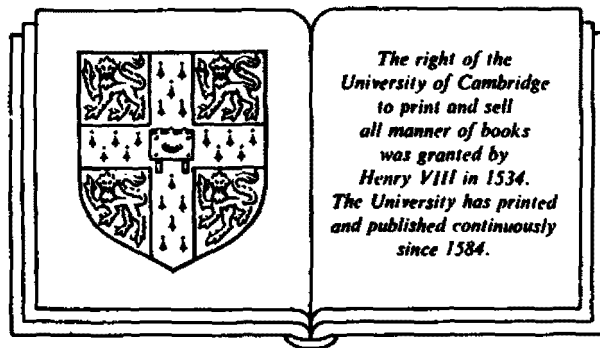 The right of the
University of Cambridge
to print and sell
all manner of books
was granted by
Henry VIII in 1534.
The University has printed
and published continuously
since 1584.